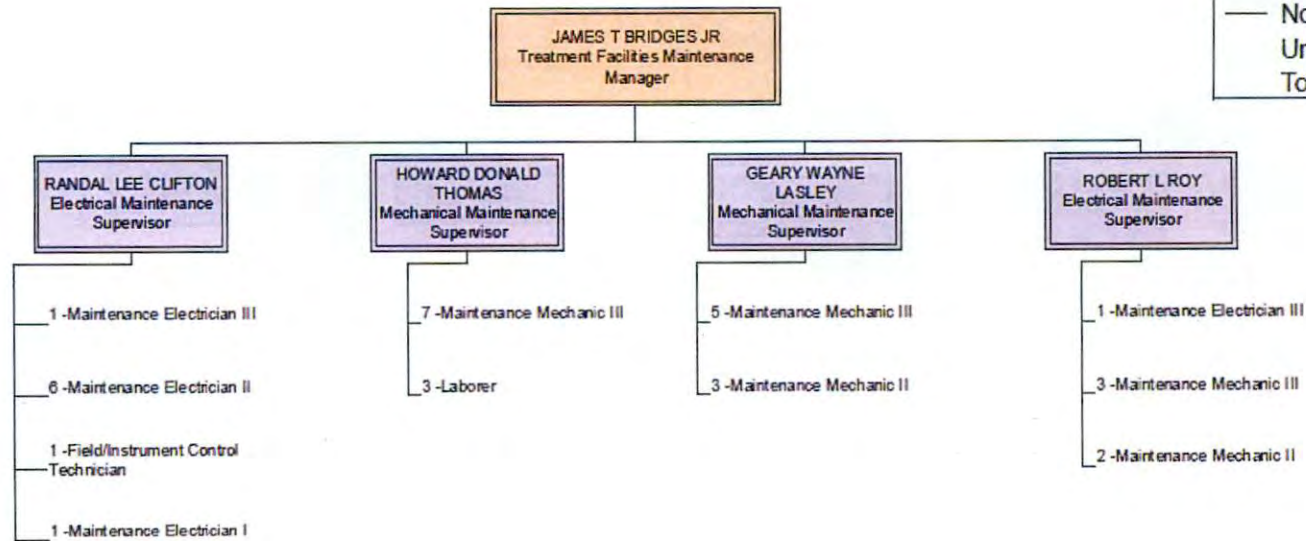 No
Un
To
JAMES T BRIDGES JR
Treatment Facilities Maintenance
Manager
RANDAL LEE CLIFTON
Electrical Maintenance
Supervisor
HOWARD DONALD
THOMAS
Mechanical Maintenance
Supervisor
GEARY WAYNE
LASLEY
Mechanical Maintenance
Supervisor
ROBERT L ROY
Electrical Maintenance
Supervisor
1 -Maintenance Electrician III
6 -Maintenance Electrician II
1 -Field/Instrument Control
Technician
1 -Maintenance Electrician I
7 -Maintenance Mechanic III
3 -Laborer
5 -Maintenance Mechanic III
3 -Maintenance Mechanic II
1 -Maintenance Electrician III
3 -Maintenance Mechanic III
2 -Maintenance Mechanic II